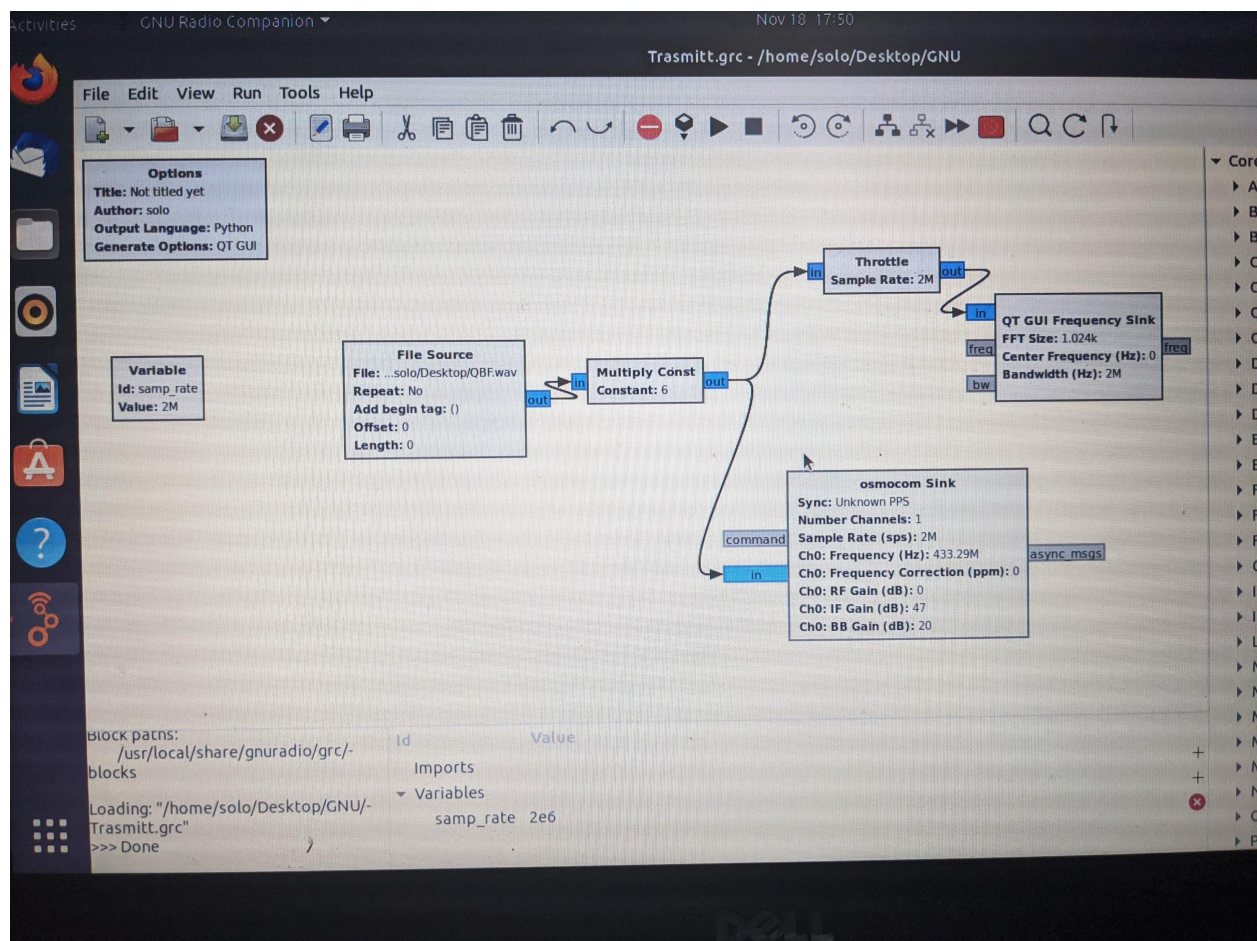 Activities
GNU Radio Companion
Nov 18 17:50
Trasmitt.grc - /home/solo/Desktop/GNU
File Edit View Run Tools Help
Options
Title: Not titled yet
Author: solo
Output Language: Python
Generate Options: QT GUI
Variable
Id: samp_rate
Value: 2M
File Source
File: ...solo/Desktop/QBF.wav
Repeat: No
Add begin tag: ()
Offset: 0
Length: 0
out
in
Multiply Const
Constant: 6
out
in
Throttle
Sample Rate: 2M
out
in
freq
bw
QT GUI Frequency Sink
FFT Size: 1.024k
Center Frequency (Hz): 0
Bandwidth (Hz): 2M
freq
command
in
osmocom Sink
Sync: Unknown PPS
Number Channels: 1
Sample Rate (sps): 2M
Ch0: Frequency (Hz): 433.29M
Ch0: Frequency Correction (ppm): 0
Ch0: RF Gain (dB): 0
Ch0: IF Gain (dB): 47
Ch0: BB Gain (dB): 20
async_msgs
Block paths:
/usr/local/share/gnuradio/grc/-
blocks
Loading: "/home/solo/Desktop/GNU/-
Trasmitt.grc"
>>> Done
Id Value
Imports
Variables
samp_rate 2e6
DELL